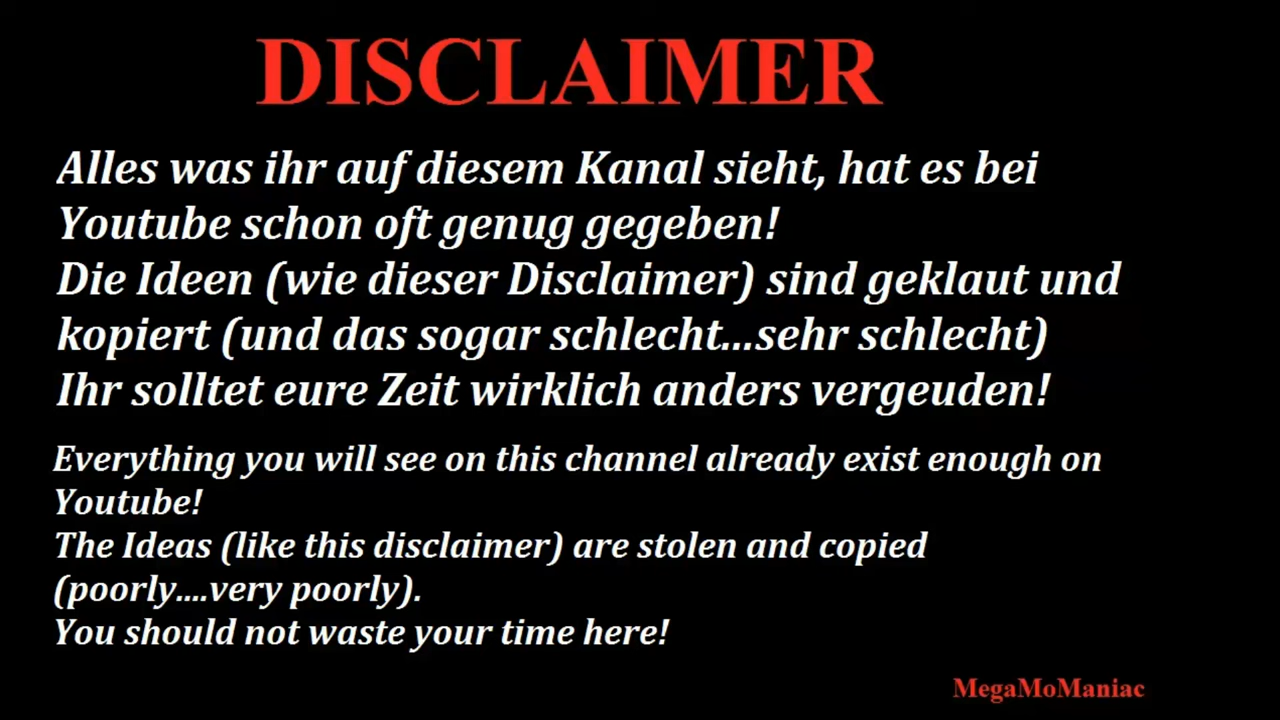 DISCLAIMER
Alles was ihr auf diesem Kanal sieht, hat es bei
Youtube schon oft genug gegeben!
Die Ideen (wie dieser Disclaimer) sind geklaut und
kopiert (und das sogar schlecht...sehr schlecht)
Ihr solltet eure Zeit wirklich anders vergeuden!
Everything you will see on this channel already exist enough on
Youtube!
The Ideas (like this disclaimer) are stolen and copied
(poorly....very poorly).
You should not waste your time here!
MegaMoManiac